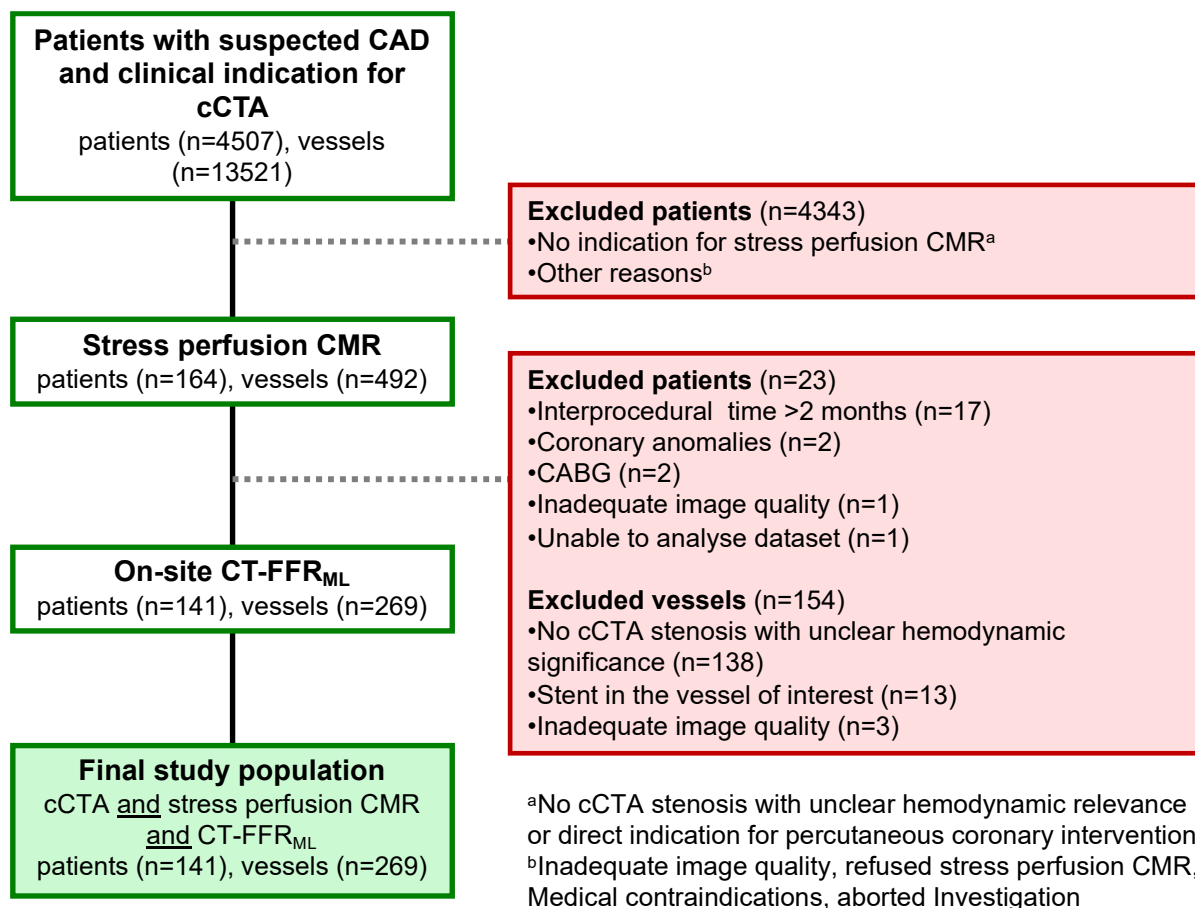 Patients with suspected CAD
and clinical indication for
cCTA
patients (n=4507), vessels
(n=13521)
Excluded patients (n=4343)
•No indication for stress perfusion CMRᵃ
•Other reasonsᵇ
Stress perfusion CMR
patients (n=164), vessels (n=492)
Excluded patients (n=23)
•Interprocedural time >2 months (n=17)
•Coronary anomalies (n=2)
•CABG (n=2)
•Inadequate image quality (n=1)
•Unable to analyse dataset (n=1)
Excluded vessels (n=154)
•No cCTA stenosis with unclear hemodynamic
significance (n=138)
•Stent in the vessel of interest (n=13)
•Inadequate image quality (n=3)
On-site CT-FFRML
patients (n=141), vessels (n=269)
Final study population
cCTA and stress perfusion CMR
and CT-FFRML
patients (n=141), vessels (n=269)
ᵃNo cCTA stenosis with unclear hemodynamic relevance
or direct indication for percutaneous coronary intervention
ᵇInadequate image quality, refused stress perfusion CMR,
Medical contraindications, aborted Investigation